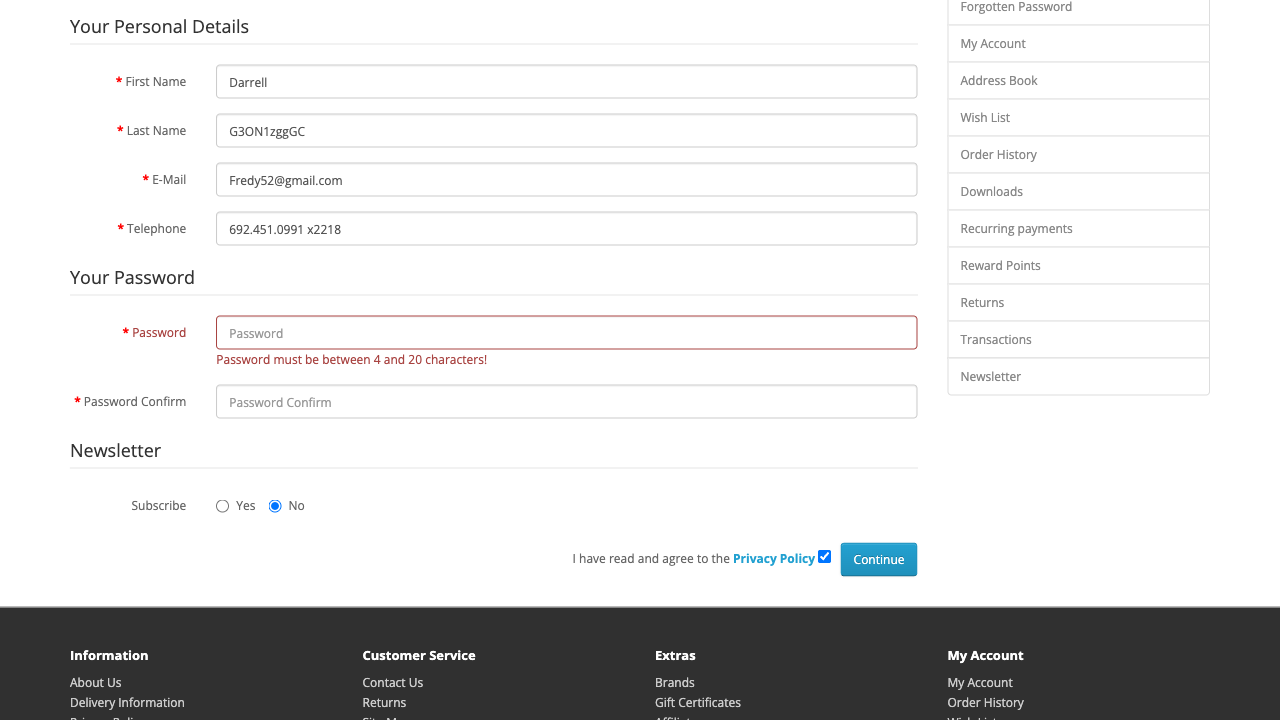 Your Personal Details
* First Name
Darrell
* Last Name
G3ON1zggGC
* E-Mail
Fredy52@gmail.com
* Telephone
692.451.0991 x2218
Your Password
* Password
Password
Password must be between 4 and 20 characters!
* Password Confirm
Password Confirm
Newsletter
Subscribe
Yes
No
I have read and agree to the Privacy Policy
Continue
Forgotten Password
My Account
Address Book
Wish List
Order History
Downloads
Recurring payments
Reward Points
Returns
Transactions
Newsletter
Information
About Us
Delivery Information
Customer Service
Contact Us
Returns
Extras
Brands
Gift Certificates
My Account
My Account
Order History